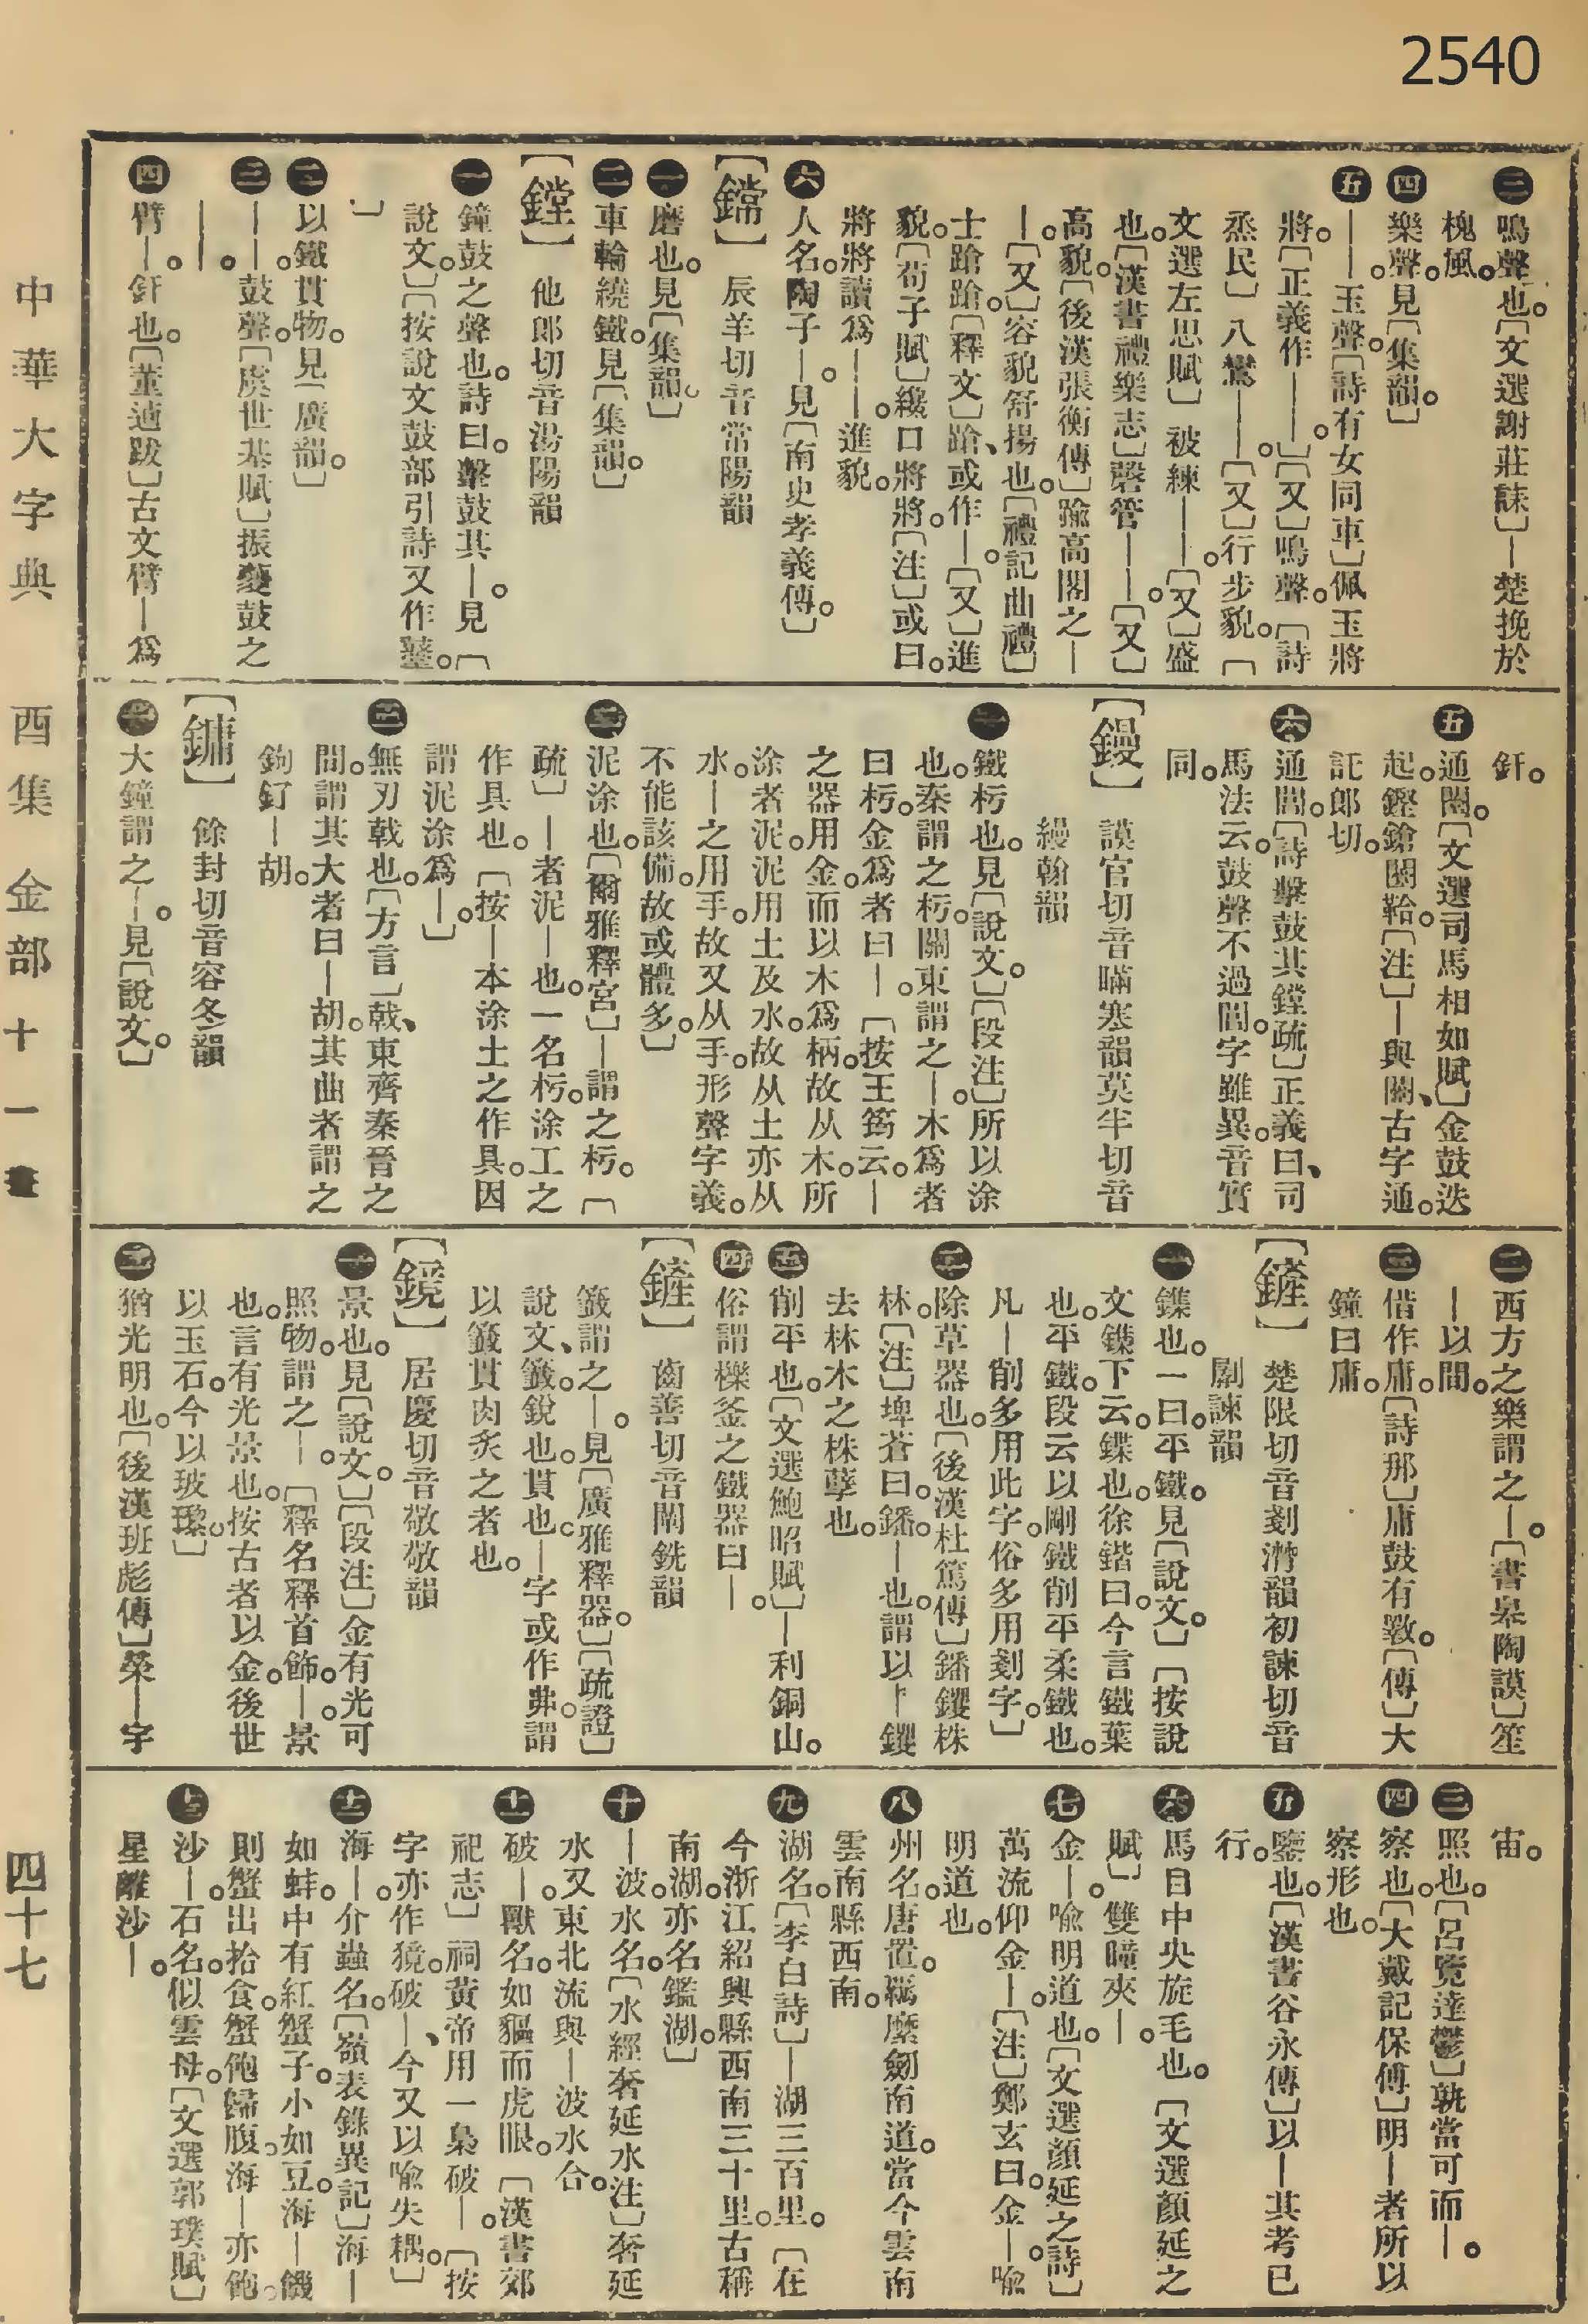 2540
中華大字典　酉集　金部　十一畫　四十七
三鳴聲也。〔文選謝莊誄〕—楚挽於
槐風。
四樂聲。見〔集韻。〕
五——。玉聲。〔詩有女同車〕佩玉將
將。〔正義作——。〕〔又〕鳴聲。〔詩
烝民〕八鸞——。〔又〕行步貌。〔
文選左思賦〕被練——。〔又〕盛
也。〔漢書禮樂志〕磬管——。〔又〕
高貌。〔後漢張衡傳〕踰高閣之—
—。〔又〕容貌舒揚也。〔禮記曲禮〕
士蹌蹌。〔釋文〕蹌、或作—。〔又〕進
貌。〔荀子賦〕纔口將將。〔注〕或曰。
將將讀爲——。進貌。
六人名。陶子—。見〔南史孝義傳。〕
〔鏛〕辰羊切音常陽韻
一磨也。見〔集韻。〕
二車輪繞鐵。見〔集韻。〕
〔鏜〕他郎切音湯陽韻
一鐘鼓之聲也。詩曰。擊鼓其—。見〔
說文。〕〔按說文鼓部引詩又作鼞。
〕
二以鐵貫物。見〔廣韻。〕
三——。鼓聲。〔虞世基賦〕振鼖鼓之
——。
四臂—。釬也。〔董逌跋〕古文臂—爲
釬。
五通闛。〔文選司馬相如賦〕金鼓迭
起。鏗鎗闛鞈。〔注〕—與闛、古字通。
託郎切。
六通閶。〔詩擊鼓其鏜疏〕正義曰、司
馬法云。鼓聲不過閶。字雖異。音實
同。
〔鏝〕謨官切音瞞寒韻莫半切音
縵翰韻
一鐵杇也。見〔說文。〕〔段注〕所以涂
也。秦謂之杇。關東謂之—。木爲者
曰杇。金爲者曰—。〔按王筠云。—
之器用金。而以木爲柄。故从木。所
涂者泥。泥用土及水。故从土亦从
水。—之用手。故又从手。形聲字義。
不能該備。故或體多。〕
二泥涂也。〔爾雅釋宮〕—謂之杇。〔
疏〕—者泥—也。一名杇。涂工之
作具也。〔按—本涂土之作具。因
謂泥涂爲—。〕
三無刃戟也。〔方言〕戟、東齊秦晉之
間。謂其大者曰—胡。其曲者謂之
鉤釨—胡。
〔鏞〕餘封切音容冬韻
一大鐘謂之—。見〔說文。〕
二西方之樂謂之—。〔書皋陶謨〕笙
—以間。
三借作庸。〔詩那〕庸鼓有斁。〔傳〕大
鐘曰庸。
〔鏟〕楚限切音剗潸韻初諫切音
羼諫韻
一鏶也。一曰。平鐵。見〔說文。〕〔按說
文鏶下云。鍱也。徐鍇曰。今言鐵葉
也。平鐵。段云以剛鐵削平柔鐵也。
凡—削多用此字。俗多用剗字。〕
二除草器也。〔後漢杜篤傳〕鐇钁株
林。〔注〕埤蒼曰。鐇。—也。謂以—钁
去林木之株孽也。
三削平也。〔文選鮑昭賦〕—利銅山。
四俗謂櫟釜之鐵器曰—。
〔鏟〕齒善切音闡銑韻
籤謂之—。見〔廣雅釋器。〕〔疏證〕
說文、籤。銳也。貫也。—字或作丳。謂
以籤貫肉炙之者也。
〔鏡〕居慶切音敬敬韻
一景也。見〔說文。〕〔段注〕金有光可
照物。謂之—。〔釋名釋首飾。—。景
也。言有光景也。按古者以金。後世
以玉石。今以玻瓈。〕
二猶光明也。〔後漢班彪傳〕榮—宇
宙。
三照也。〔呂覽達鬱〕孰當可而—。
四察也。〔大戴記保傅〕明—者所以
察形也。
五鑒也。〔漢書谷永傳〕以—其考已
行。
六馬目中央旋毛也。〔文選顏延之
賦〕雙瞳夾—。
七金—。喻明道也。〔文選顏延之詩〕
萬流仰金—。〔注〕鄭玄曰。金—。喻
明道也。
八州名。唐置。羈縻劒南道。當今雲南
雲南縣西南。
九湖名。〔李白詩〕—湖三百里。〔在
今浙江紹興縣西南三十里。古稱
南湖。亦名鑑湖。〕
十—波。水名。〔水經奢延水注〕奢延
水又東北流與—波水合。
十一破—。獸名。如貙而虎眼。〔漢書郊
祀志〕祠黃帝用一梟破—。〔按
字亦作獍。破—、今又以喻失耦。〕
十二海—。介蟲名。〔嶺表錄異記〕海—
如蚌。中有紅蟹子。小如豆。海—饑
則蟹出拾食。蟹飽歸腹。海—亦飽。
十三沙—。石名。似雲母。〔文選郭璞賦〕
星離沙—。